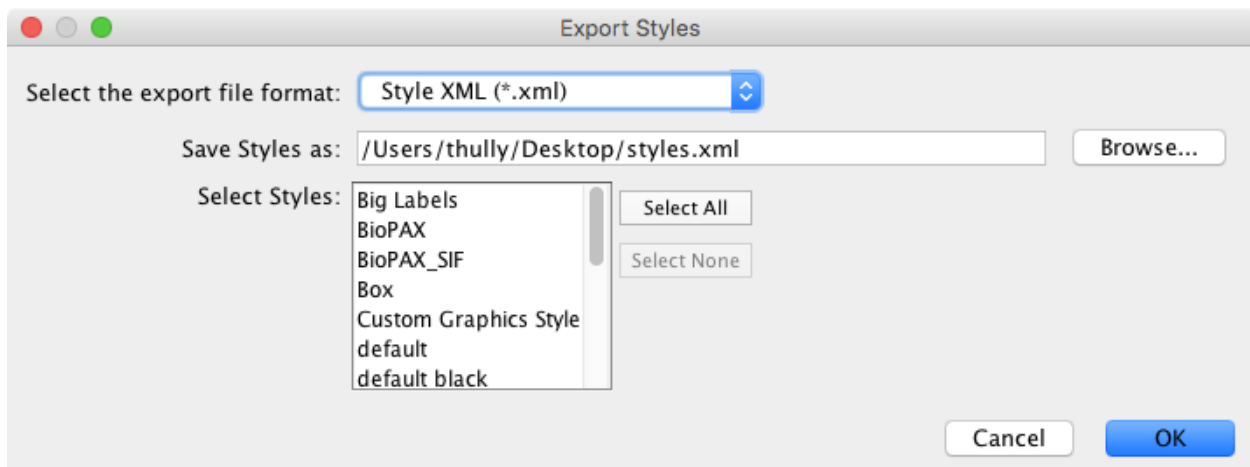 Export Styles
Select the export file format: Style XML (*.xml)
Save Styles as: /Users/thully/Desktop/styles.xml Browse...
Select Styles: Big Labels Select All
BioPAX
BioPAX_SIF Select None
Box
Custom Graphics Style
default
default black
Cancel OK